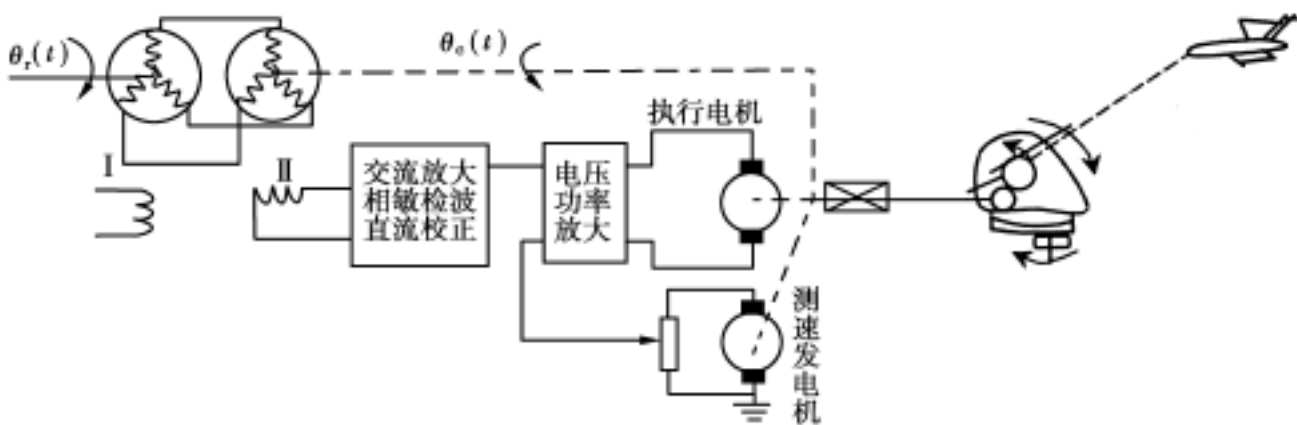 θr(t)
θo(t)
执行电机
Ⅰ
Ⅱ
交流放大
相敏检波
直流校正
电压
功率
放大
测速发电机